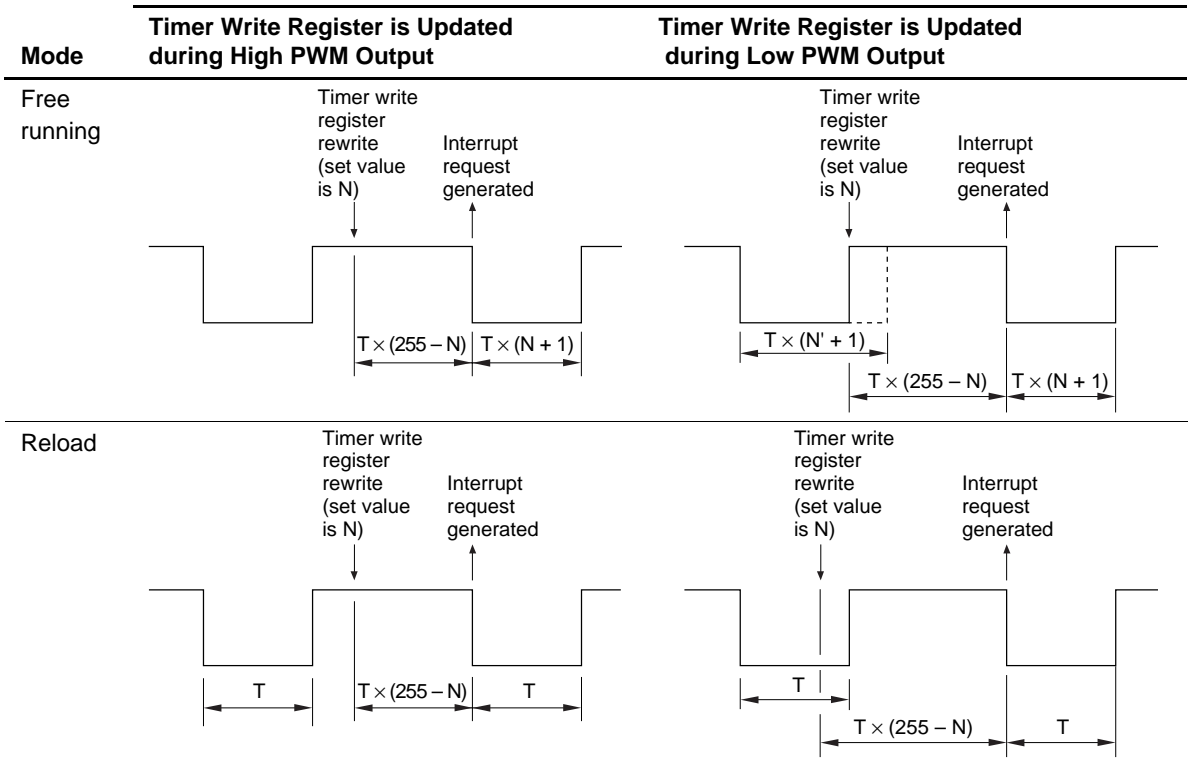 Mode
Timer Write Register is Updated
during High PWM Output
Timer Write Register is Updated
during Low PWM Output
Free
running
Timer write
register
rewrite
(set value
is N)
Interrupt
request
generated
T × (255 – N)
T × (N + 1)
Timer write
register
rewrite
(set value
is N)
Interrupt
request
generated
T × (N' + 1)
T × (255 – N)
T × (N + 1)
Reload
Timer write
register
rewrite
(set value
is N)
Interrupt
request
generated
T
T × (255 – N)
T
Timer write
register
rewrite
(set value
is N)
Interrupt
request
generated
T
T × (255 – N)
T